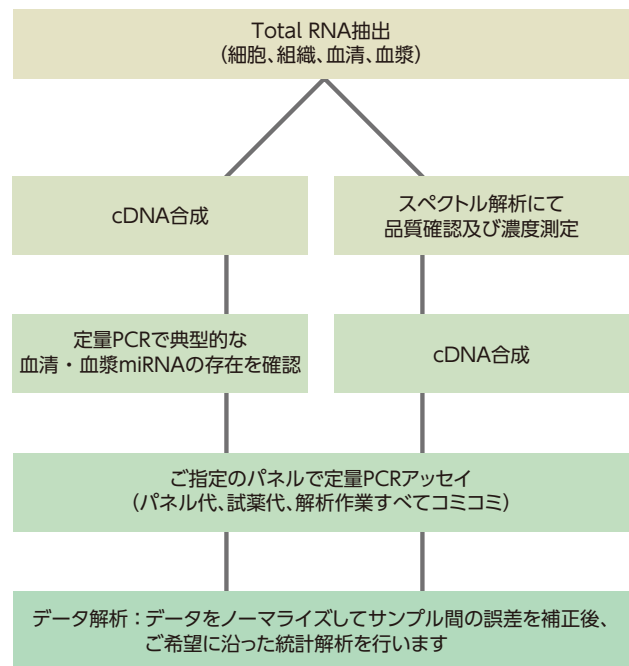 Total RNA抽出
(細胞、組織、血清、血漿)
cDNA合成
スペクトル解析にて
品質確認及び濃度測定
定量PCRで典型的な
血清・血漿miRNAの存在を確認
cDNA合成
ご指定のパネルで定量PCRアッセイ
(パネル代、試薬代、解析作業すべてコミコミ)
データ解析：データをノーマライズしてサンプル間の誤差を補正後、
ご希望に沿った統計解析を行います